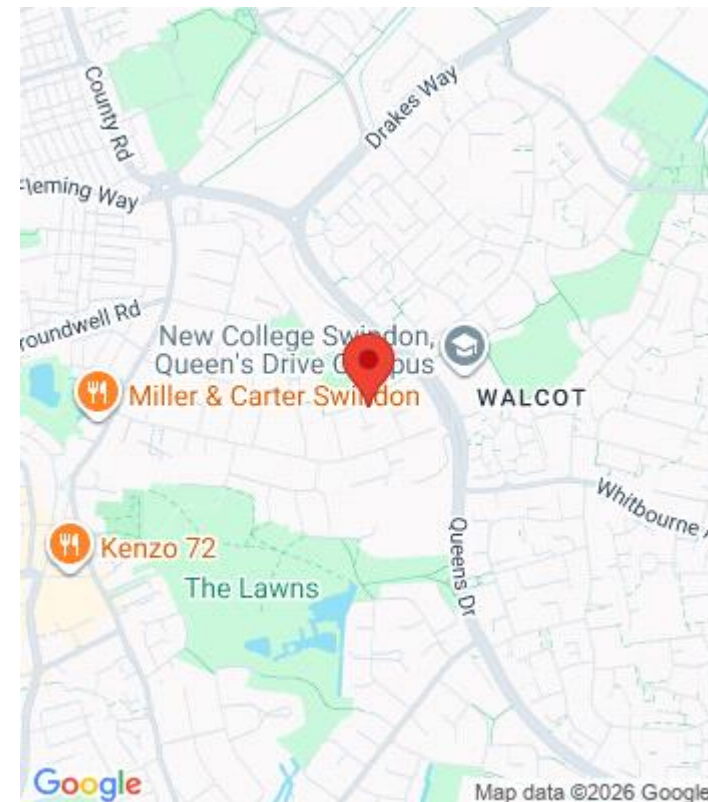 County Rd
Drakes Way
Fleming Way
roundwell Rd
New College Swindon,
Queen's Drive C pus
Miller & Carter Swindon
WALCOT
Whitbourne A
Kenzo 72
Queens Dr
The Lawns
Google
Map data ©2026 Google